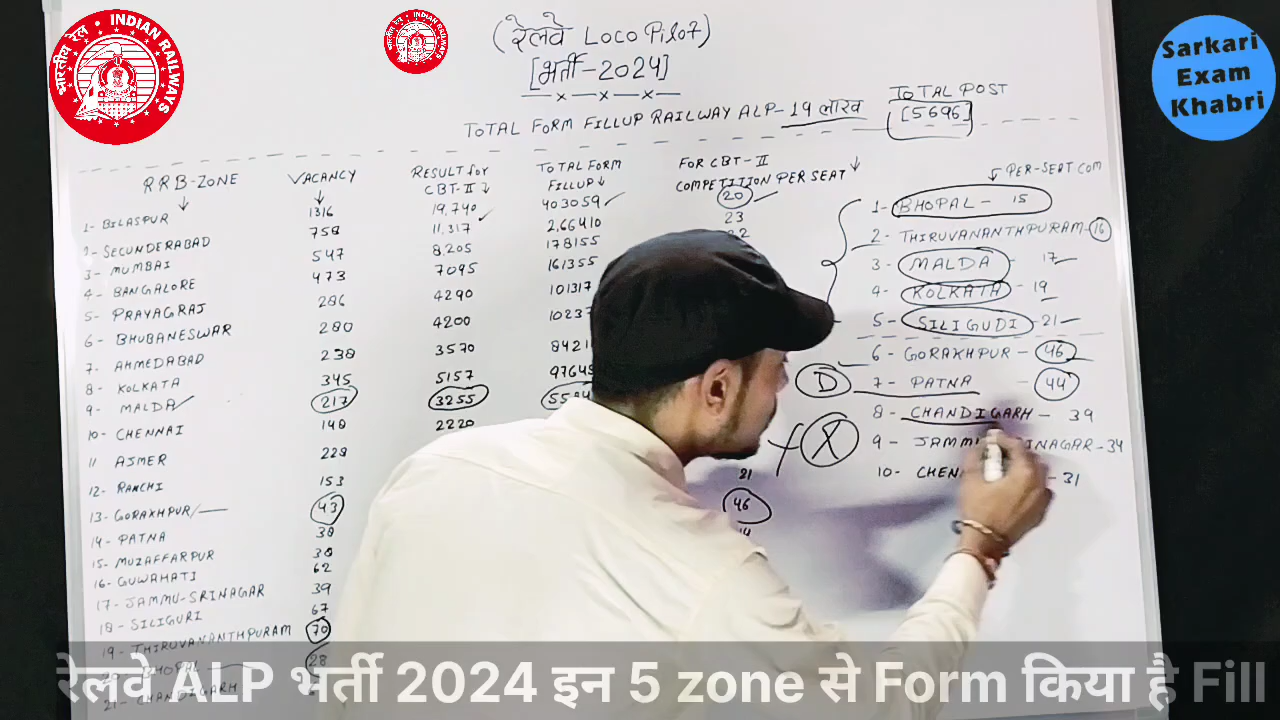 भारतीय रेल INDIAN RAILWAYS
(रेलवे Loco Pilot)
[भर्ती-2024]
TOTAL FORM FILLUP RAILWAY ALP- 19 लाख
TOTAL POST
[5696]
Sarkari
Exam
Khabri
RRB-ZONE VACANCY RESULT for CBT-II TOTAL FORM FILLUP FOR CBT-II COMPETITION PER SEAT
1- BILASPUR 1316 19,740 403059 20
2- SECUNDERABAD 758 11,317 2,66410 23
3- MUMBAI 547 8,205 178155
4- BANGALORE 473 7095 161355
5- PRAYAGRAJ 286 4290 101317
6- BHUBANESWAR 280 4200
7- AHMEDABAD 238 3570
8- KOLKATA 345 5157
9- MALDA 217 3255
10- CHENNAI 148 2220
11 AJMER 228
12- RANCHI 153
13- GORAKHPUR 43 46
14- PATNA 38
15- MUZAFFARPUR 38
16- GUWAHATI 62
17- JAMMU-SRINAGAR 39
18- SILIGURI 67
19- THIRUVANANTHPURAM 70
20- BHOPAL 28
21- CHANDIGARH
PER-SEAT COM
1- BHOPAL- 15
2- THIRUVANANTHPURAM-16
3- MALDA 17
4- KOLKATA -19
5- SILIGUDI -21
6- GORAKHPUR - 46
D 7- PATNA - 44
8- CHANDIGARH - 39
X 9- JAMMU -34
10- -31
रेलवे ALP भर्ती 2024 इन 5 zone से Form किया है Fill